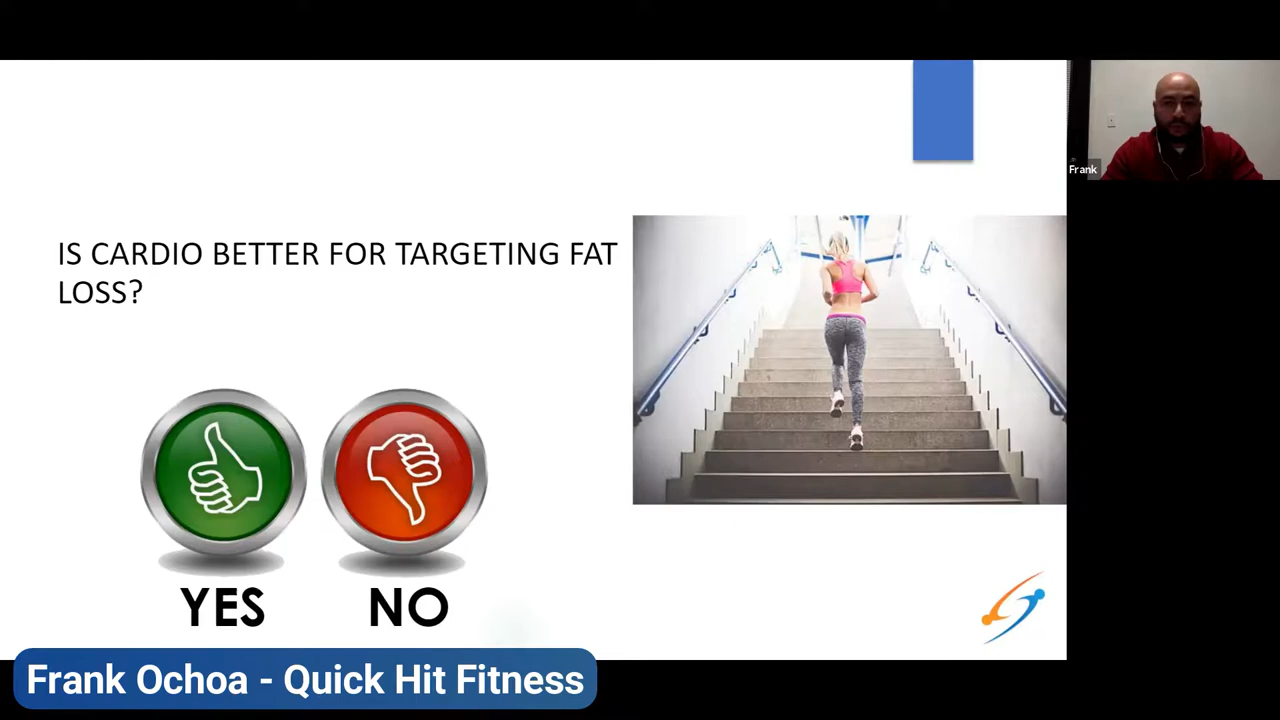 Frank
IS CARDIO BETTER FOR TARGETING FAT
LOSS?
YES NO
Frank Ochoa - Quick Hit Fitness